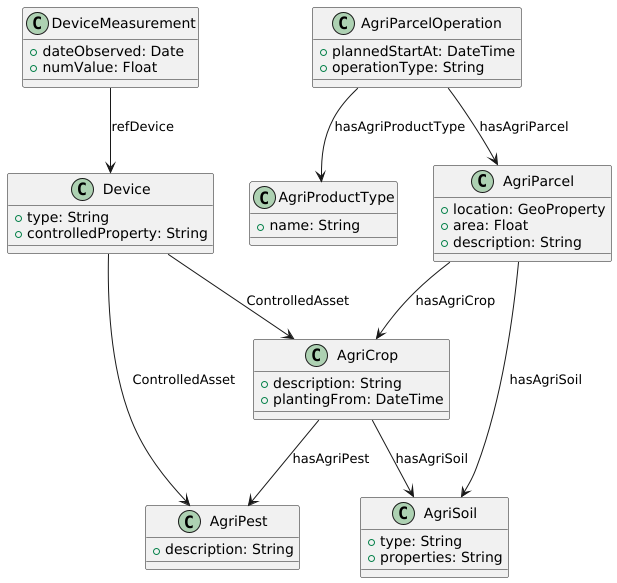 C DeviceMeasurement
dateObserved: Date
numValue: Float
C AgriParcelOperation
plannedStartAt: DateTime
operationType: String
refDevice
hasAgriProductType
hasAgriParcel
C Device
type: String
controlledProperty: String
C AgriProductType
name: String
C AgriParcel
location: GeoProperty
area: Float
description: String
ControlledAsset
hasAgriCrop
ControlledAsset
hasAgriSoil
C AgriCrop
description: String
plantingFrom: DateTime
hasAgriPest
hasAgriSoil
C AgriPest
description: String
C AgriSoil
type: String
properties: String